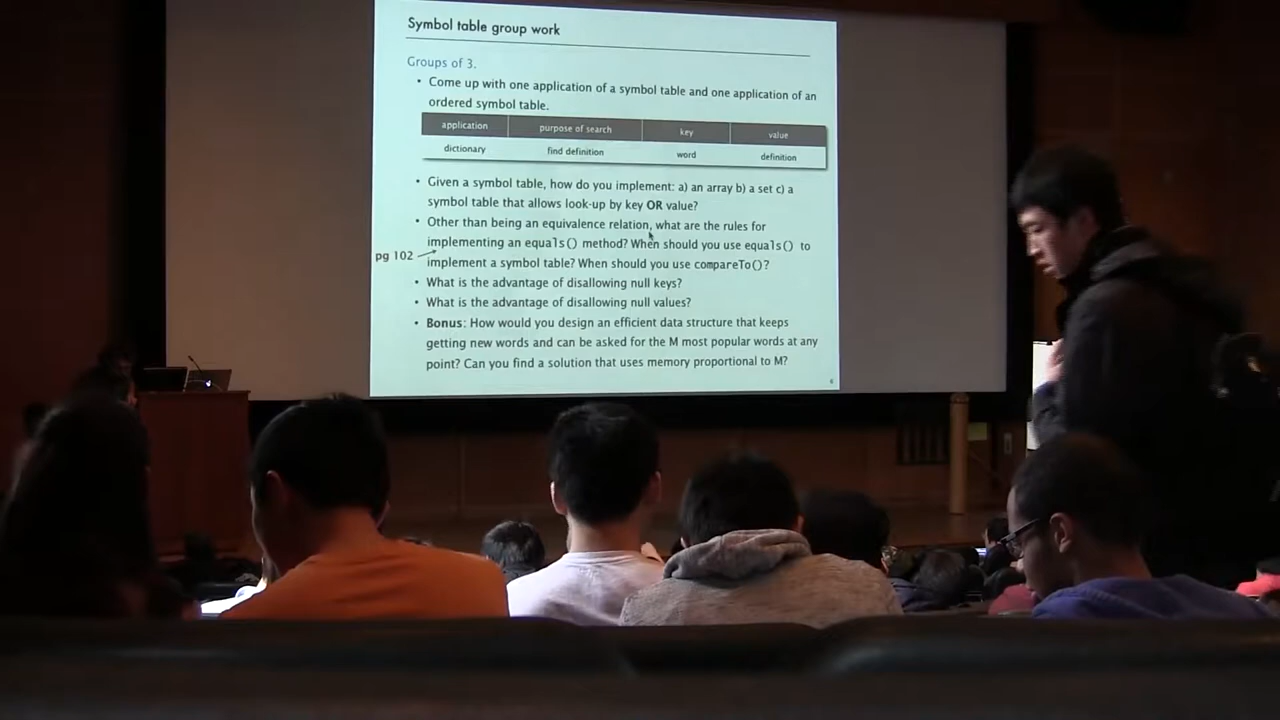 Symbol table group work
Groups of 3.
• Come up with one application of a symbol table and one application of an
ordered symbol table.
application purpose of search key value
dictionary find definition word definition
• Given a symbol table, how do you implement: a) an array b) a set c) a
symbol table that allows look-up by key OR value?
• Other than being an equivalence relation, what are the rules for
implementing an equals() method? When should you use equals() to
pg 102
implement a symbol table? When should you use compareTo()?
• What is the advantage of disallowing null keys?
• What is the advantage of disallowing null values?
• Bonus: How would you design an efficient data structure that keeps
getting new words and can be asked for the M most popular words at any
point? Can you find a solution that uses memory proportional to M?
6